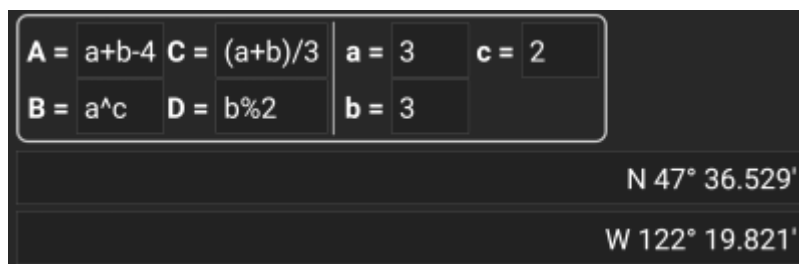 A = a+b-4 C = (a+b)/3 a = 3 c = 2
B = a^c D = b%2 b = 3
N 47° 36.529'
W 122° 19.821'